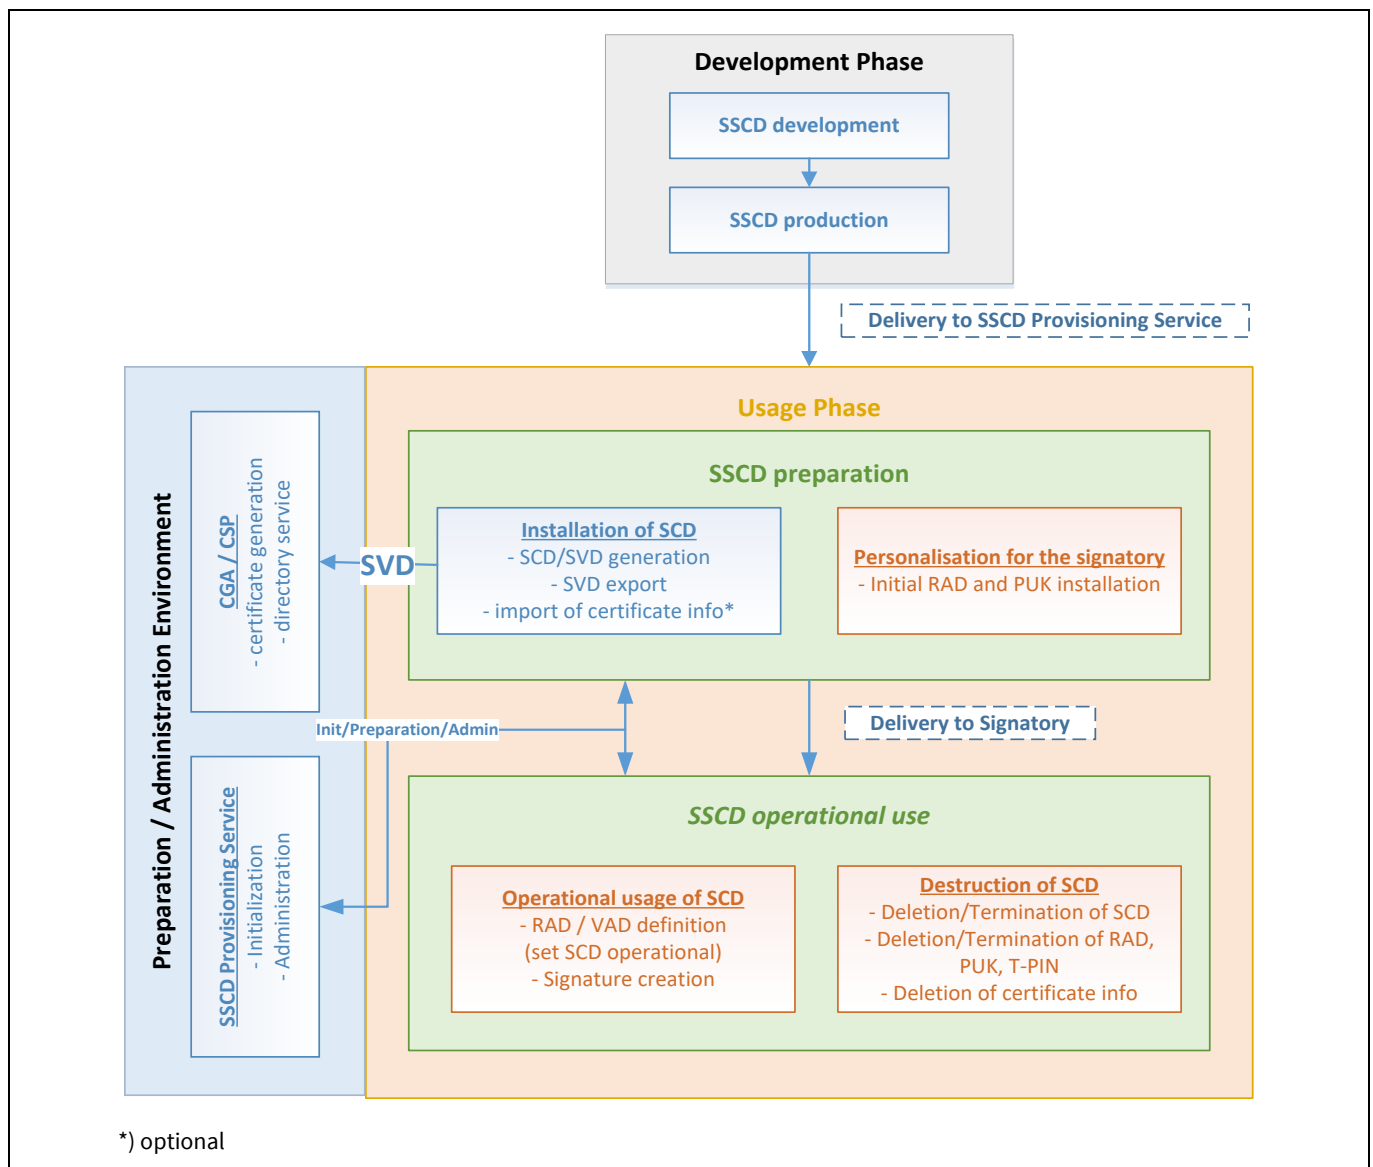 Development Phase
SSCD development
SSCD production
Delivery to SSCD Provisioning Service
Preparation / Administration Environment
CGA / CSP
- certificate generation
- directory service
SSCD Provisioning Service
- Initialization
- Administration
Usage Phase
SSCD preparation
Installation of SCD
- SCD/SVD generation
- SVD export
- import of certificate info*
Personalisation for the signatory
- Initial RAD and PUK installation
SVD
Init/Preparation/Admin
Delivery to Signatory
SSCD operational use
Operational usage of SCD
- RAD / VAD definition
(set SCD operational)
- Signature creation
Destruction of SCD
- Deletion/Termination of SCD
- Deletion/Termination of RAD,
PUK, T-PIN
- Deletion of certificate info
*) optional